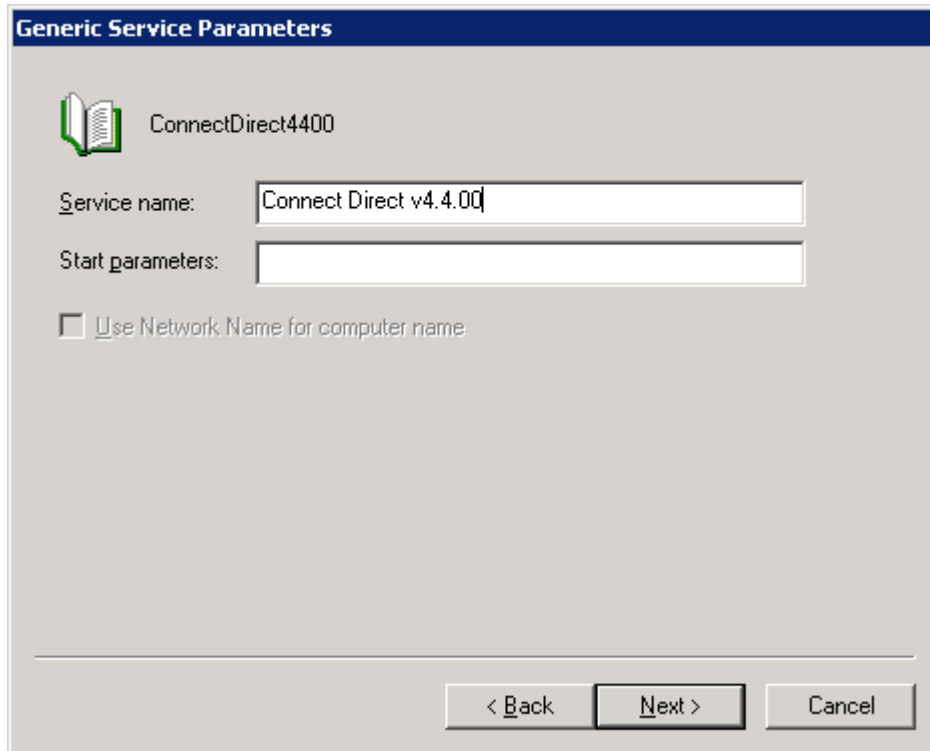 Generic Service Parameters
ConnectDirect4400
Service name: Connect Direct v4.4.00
Start parameters:
Use Network Name for computer name
< Back Next > Cancel